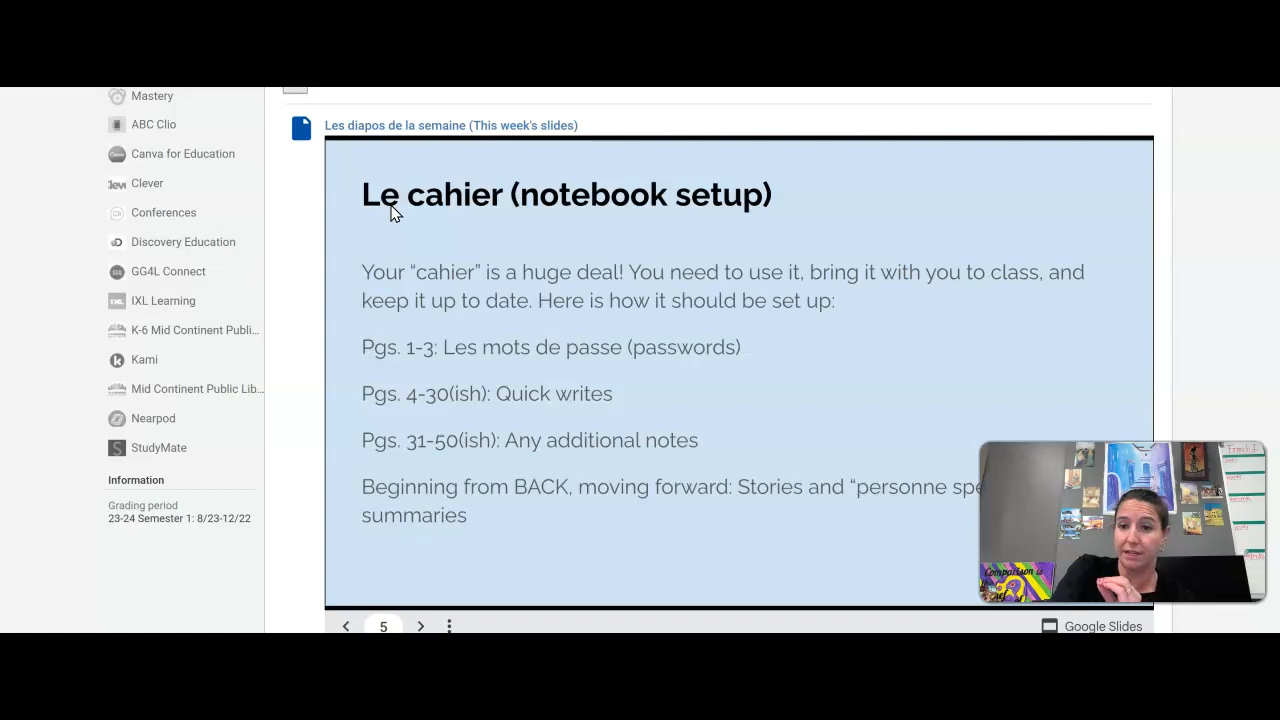 Mastery
ABC Clio
Canva for Education
Clever
Conferences
Discovery Education
GG4L Connect
IXL Learning
K-6 Mid Continent Publi...
Kami
Mid Continent Public Lib...
Nearpod
StudyMate
Information
Grading period
23-24 Semester 1: 8/23-12/22
Les diapos de la semaine (This week's slides)
Le cahier (notebook setup)
Your “cahier” is a huge deal! You need to use it, bring it with you to class, and
keep it up to date. Here is how it should be set up:
Pgs. 1-3: Les mots de passe (passwords)
Pgs. 4-30(ish): Quick writes
Pgs. 31-50(ish): Any additional notes
Beginning from BACK, moving forward: Stories and “personne spe
summaries
5
Google Slides
Comparison is
French I